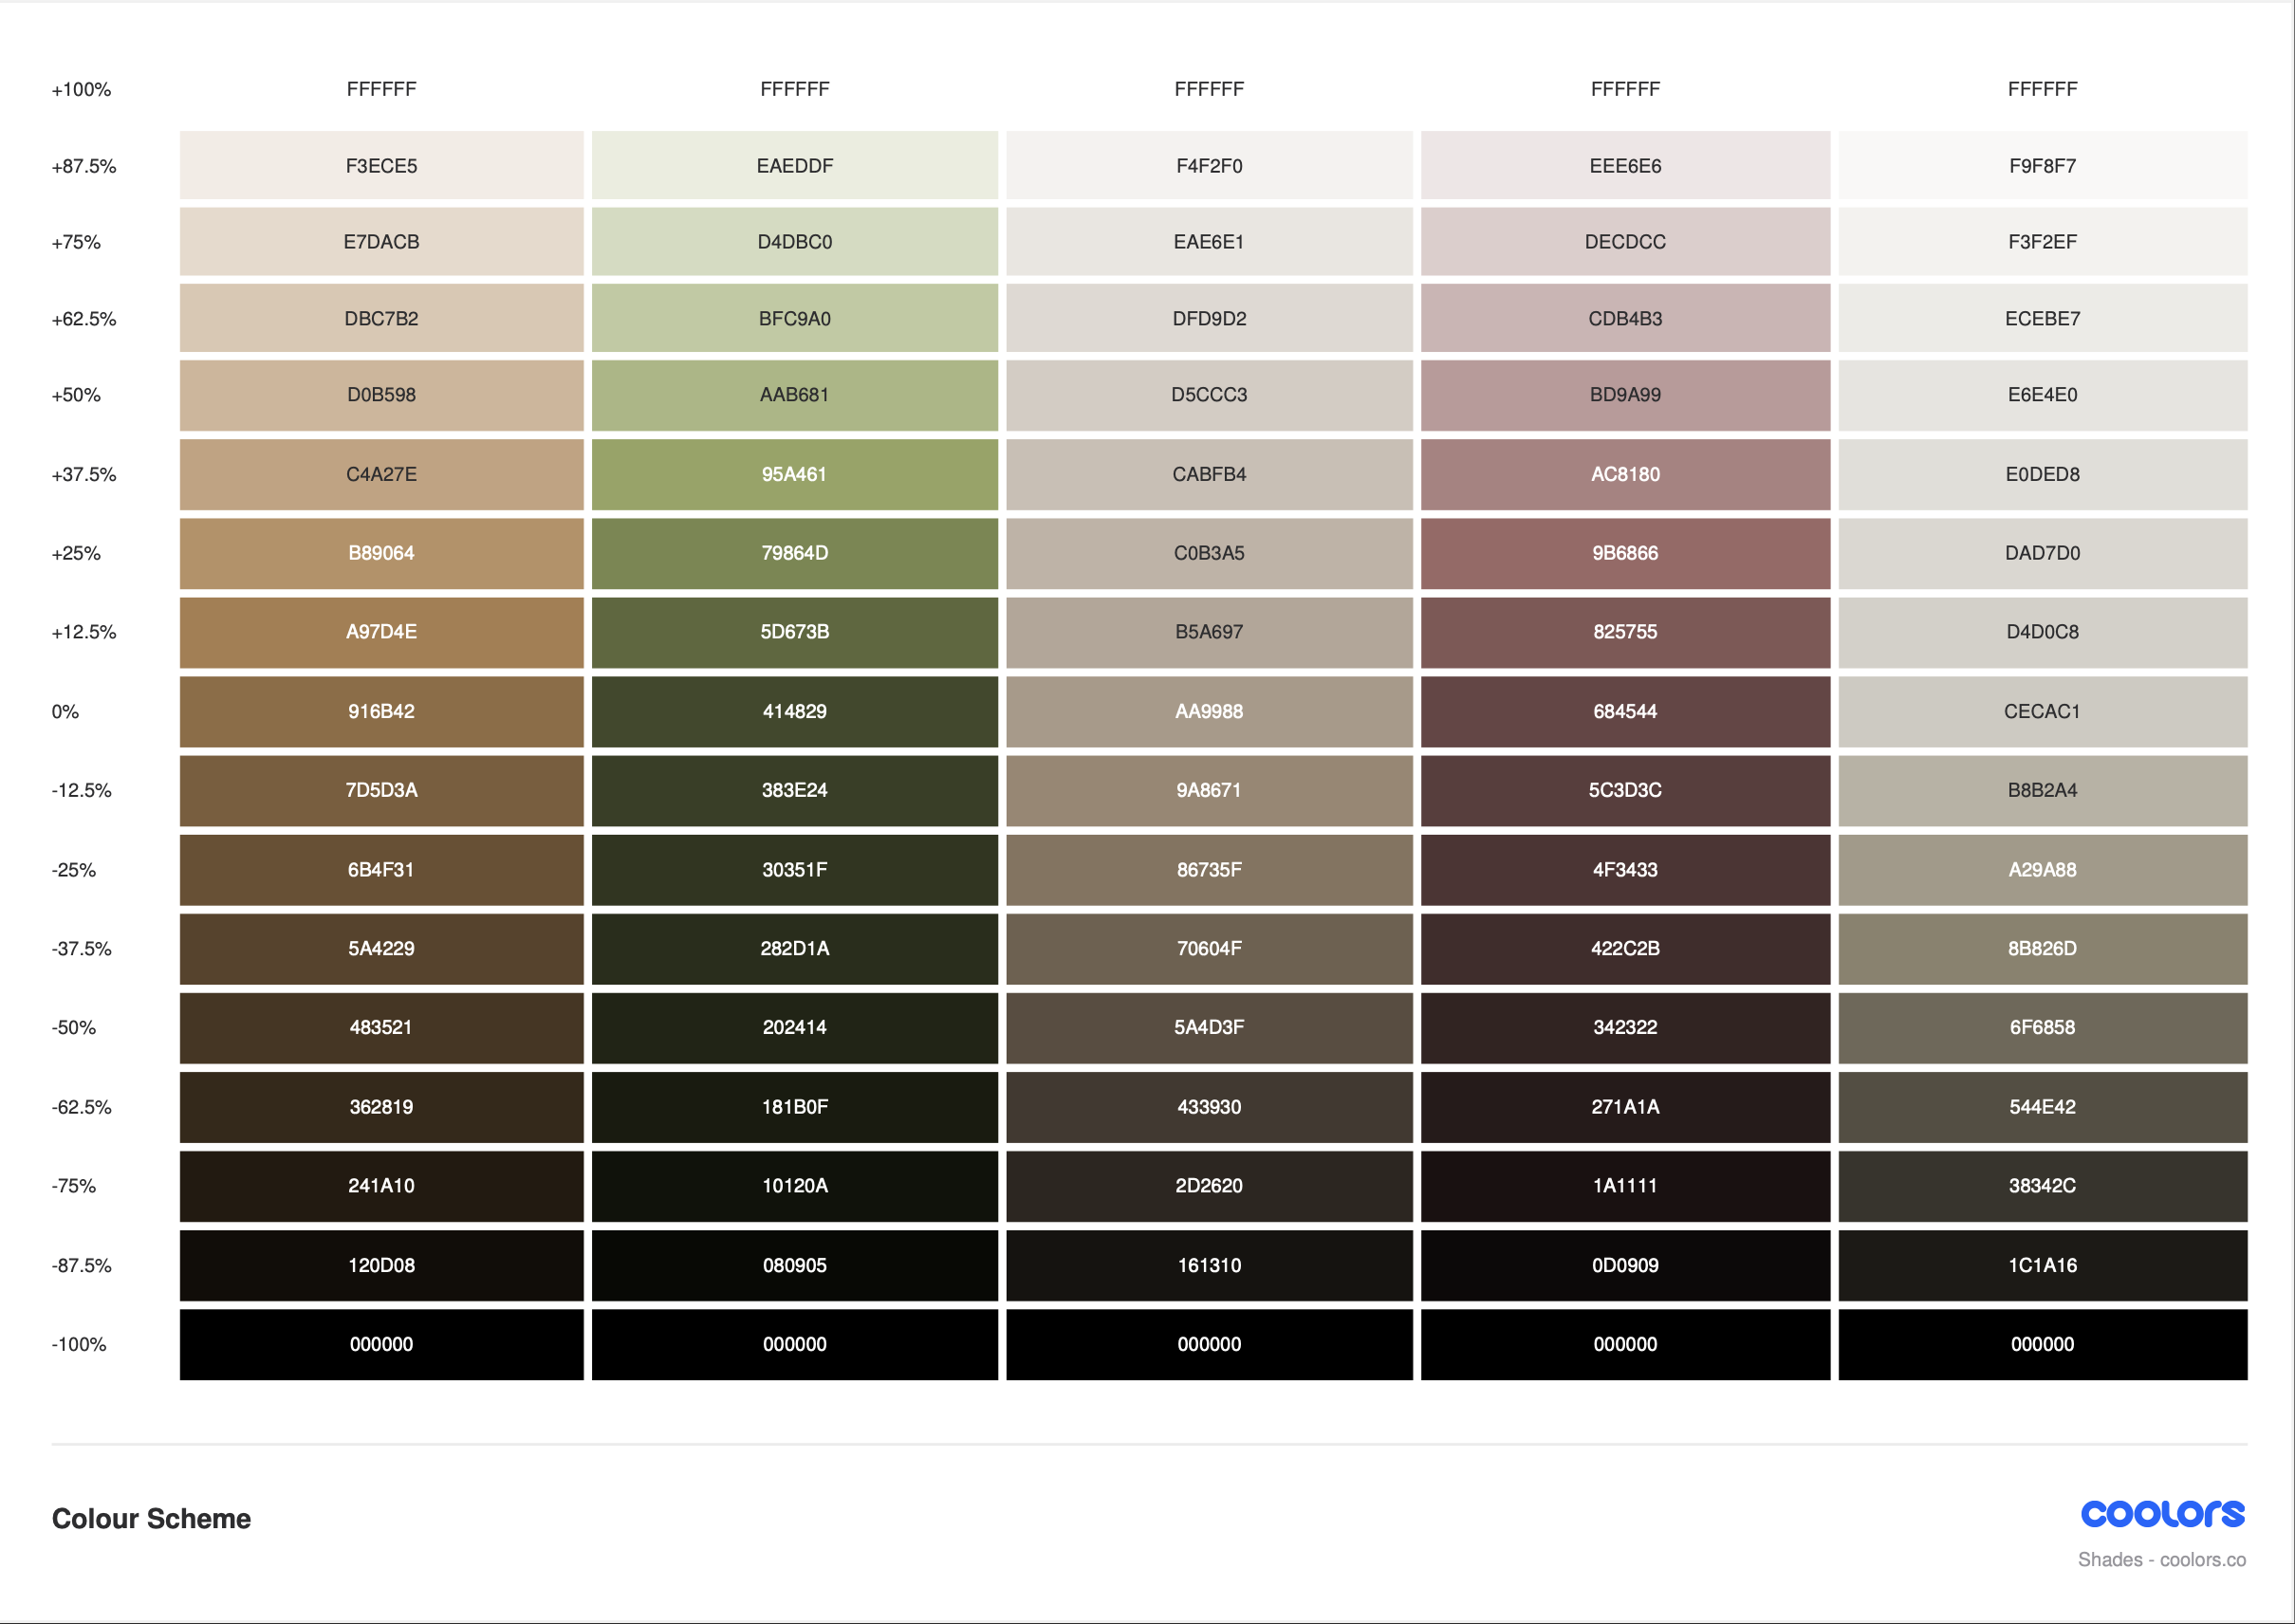 +100% FFFFFF FFFFFF FFFFFF FFFFFF FFFFFF
+87.5% F3ECE5 EAEDDF F4F2F0 EEE6E6 F9F8F7
+75% E7DACB D4DBC0 EAE6E1 DECDCC F3F2EF
+62.5% DBC7B2 BFC9A0 DFD9D2 CDB4B3 ECEBE7
+50% D0B598 AAB681 D5CCC3 BD9A99 E6E4E0
+37.5% C4A27E 95A461 CABFB4 AC8180 E0DED8
+25% B89064 79864D C0B3A5 9B6866 DAD7D0
+12.5% A97D4E 5D673B B5A697 825755 D4D0C8
0% 916B42 414829 AA9988 684544 CECAC1
-12.5% 7D5D3A 383E24 9A8671 5C3D3C B8B2A4
-25% 6B4F31 30351F 86735F 4F3433 A29A88
-37.5% 5A4229 282D1A 70604F 422C2B 8B826D
-50% 483521 202414 5A4D3F 342322 6F6858
-62.5% 362819 181B0F 433930 271A1A 544E42
-75% 241A10 10120A 2D2620 1A1111 38342C
-87.5% 120D08 080905 161310 0D0909 1C1A16
-100% 000000 000000 000000 000000 000000
Colour Scheme
coolors
Shades - coolors.co